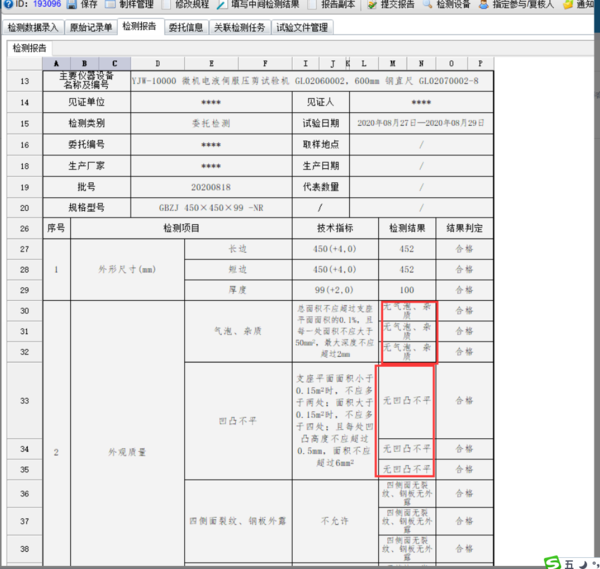 ID: 193096 保存 制样管理 修改规程 填写中间检测结果 报告副本 提交报告 检测设备 指定参与/复核人 通知
检测数据录入 原始记录单 检测报告 委托信息 关联检测任务 试验文件管理
检测报告
A B C D E F I J K L M N O P
13 主要仪器设备名称及编号 YJW-10000 微机电液伺服压剪试验机 GL02060002, 600mm 钢直尺 GL02070002-8
14 见证单位 **** 见证人 ****
15 检测类别 委托检测 试验日期 2020年08月27日—2020年08月29日
16 委托编号 **** 取样地点 /
18 生产厂家 **** 生产日期 /
19 批号 20200818 代表数量 /
20 规格型号 GBZJ 450×450×99 -NR / /
26 序号 检测项目 技术指标 检测结果 结果判定
27 长边 450(+4,0) 452 合格
1 外形尺寸(mm)
28 短边 450(+4,0) 452 合格
29 厚度 99(+2,0) 100 合格
30 无气泡、杂质 合格
气泡、杂质
总面积不应超过支座
平面面积的0.1%, 且
每一处面积不应大于
50mm², 最大深度不应
超过2mm
31 无气泡、杂质 合格
32 无气泡、杂质 合格
2 外观质量
33 凹凸不平
支座平面面积小于
0.15m²时, 不应多
于两处; 面积大于
0.15m²时, 不应多
于四处; 且每处凹
凸高度不应超过
0.5mm, 面积不应
超过6mm²
无凹凸不平 合格
34 无凹凸不平 合格
35 无凹凸不平 合格
36 四侧面无裂纹、钢板无外露 合格
37 四侧面裂纹、钢板外露 不允许 四侧面无裂纹、钢板无外露 合格
38 四侧面无裂纹、钢板无外露 合格
五